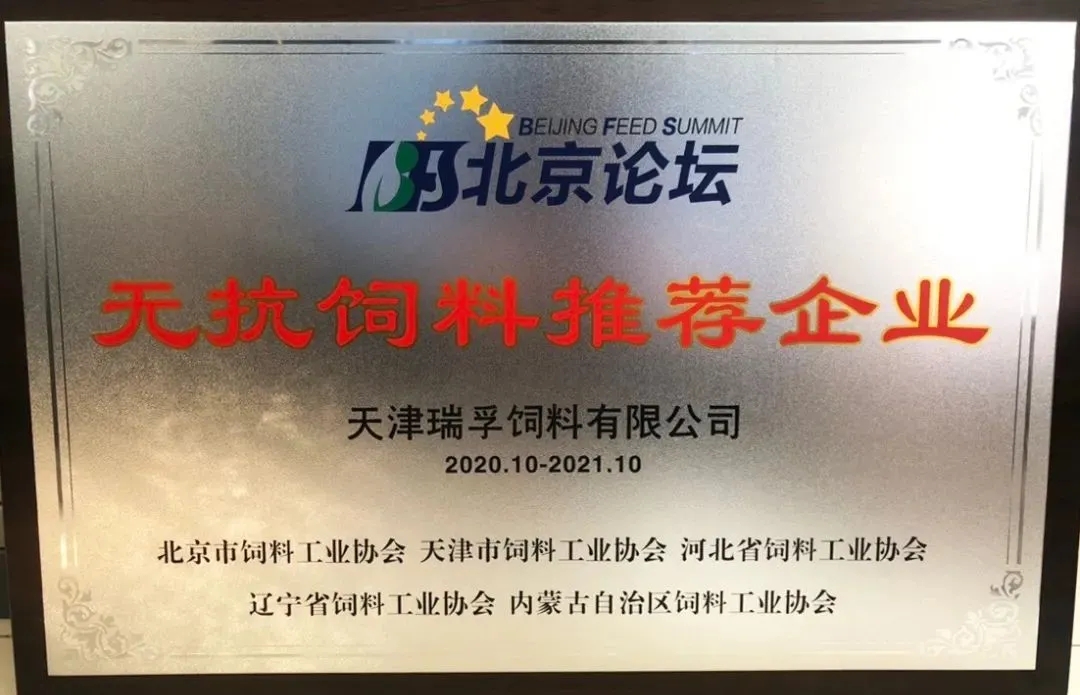 BEIJING FEED SUMMIT
北京论坛
无抗饲料推荐企业
天津瑞孚饲料有限公司
2020.10-2021.10
北京市饲料工业协会 天津市饲料工业协会 河北省饲料工业协会
辽宁省饲料工业协会 内蒙古自治区饲料工业协会